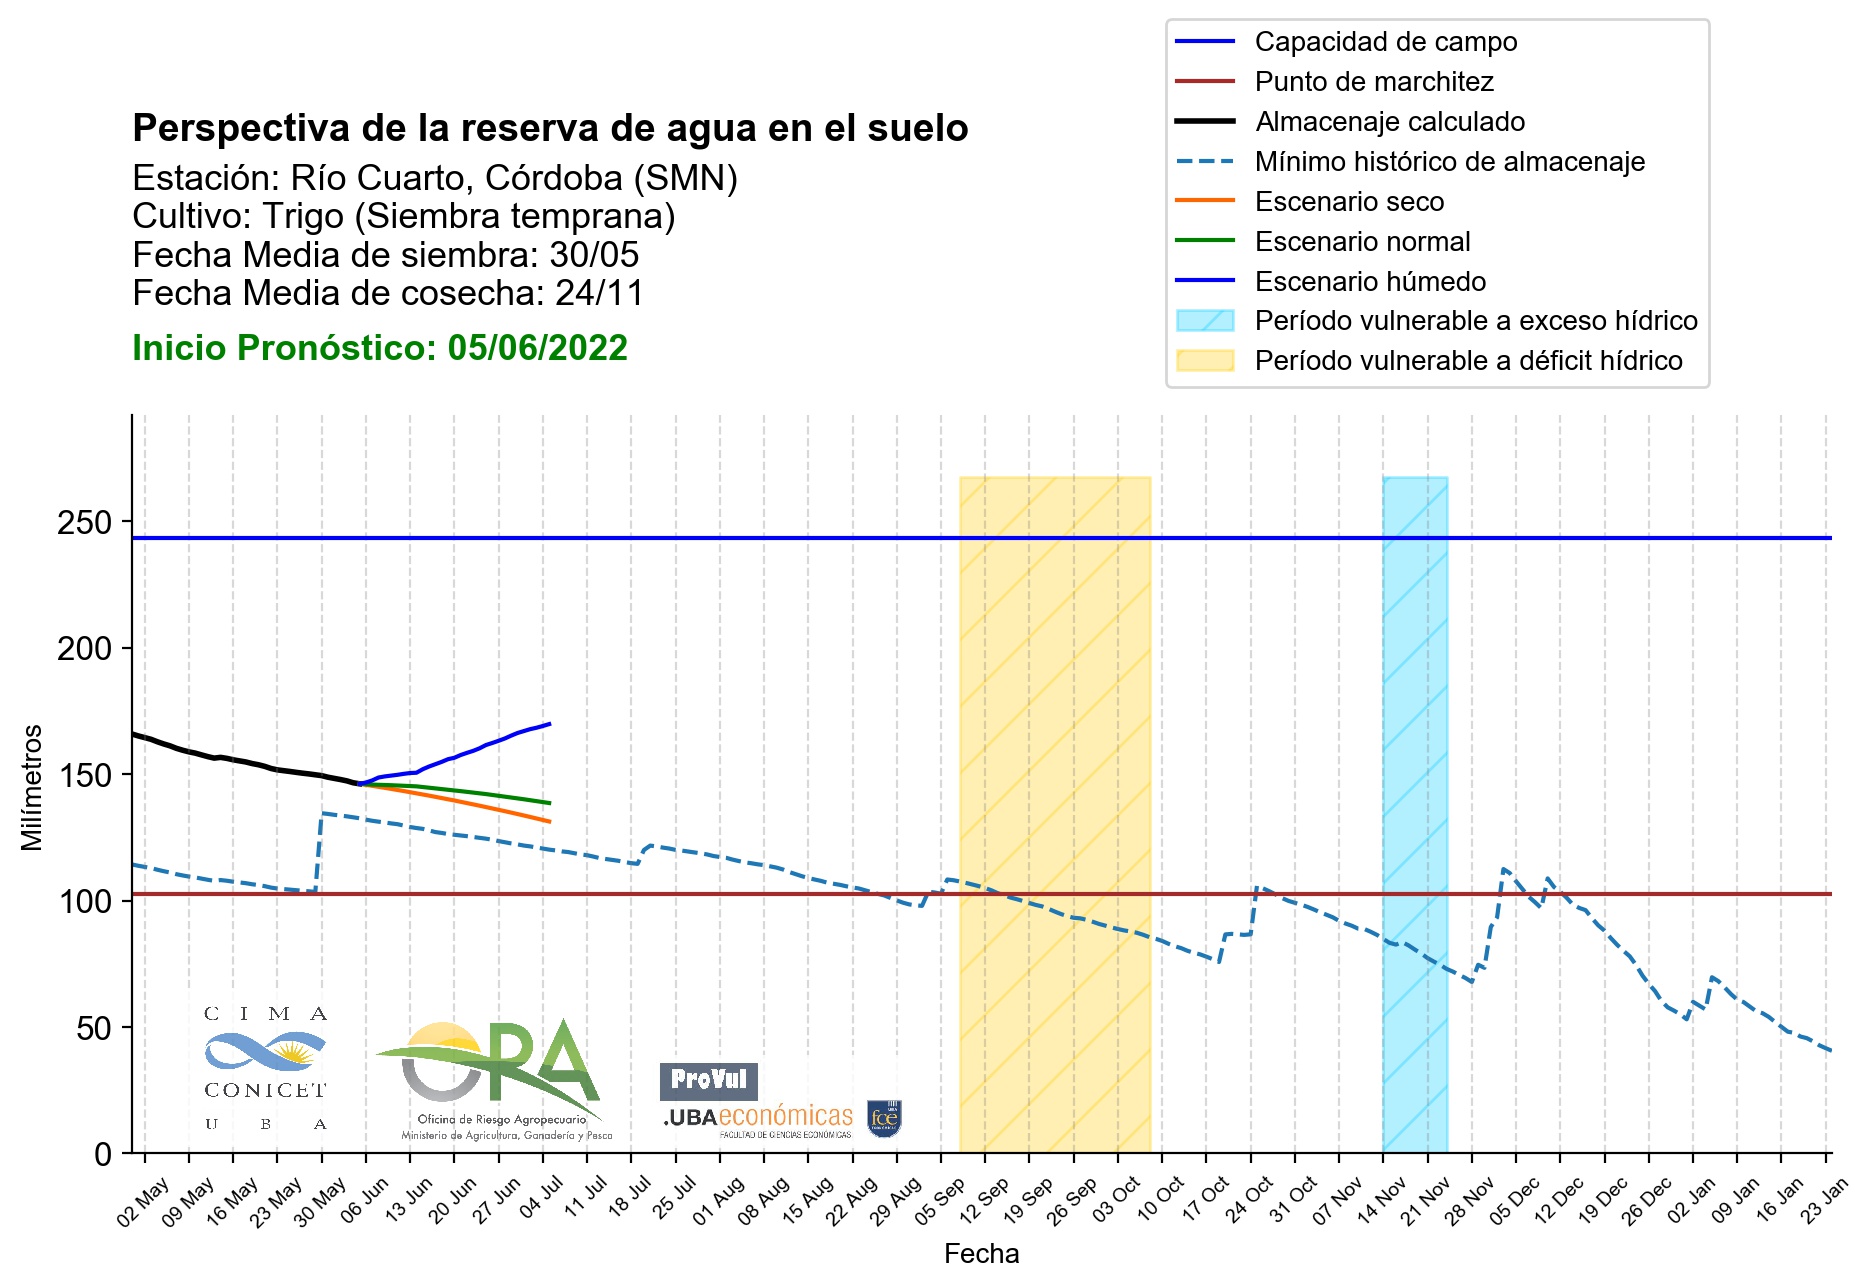 Capacidad de campo
Punto de marchitez
Almacenaje calculado
Mínimo histórico de almacenaje
Escenario seco
Escenario normal
Escenario húmedo
Período vulnerable a exceso hídrico
Período vulnerable a déficit hídrico
Perspectiva de la reserva de agua en el suelo
Estación: Río Cuarto, Córdoba (SMN)
Cultivo: Trigo (Siembra temprana)
Fecha Media de siembra: 30/05
Fecha Media de cosecha: 24/11
Inicio Pronóstico: 05/06/2022
Milímetros
250
200
150
100
50
0
CIMA
CONICET
UBA
ORA
Oficina de Riesgo Agropecuario
Ministerio de Agricultura, Ganadería y Pesca
ProVul
.UBAeconómicas
FACULTAD DE CIENCIAS ECONÓMICAS
fce
02 May
09 May
16 May
23 May
30 May
06 Jun
13 Jun
20 Jun
27 Jun
04 Jul
11 Jul
18 Jul
25 Jul
01 Aug
08 Aug
15 Aug
22 Aug
29 Aug
05 Sep
12 Sep
19 Sep
26 Sep
03 Oct
10 Oct
17 Oct
24 Oct
31 Oct
07 Nov
14 Nov
21 Nov
28 Nov
05 Dec
12 Dec
19 Dec
26 Dec
02 Jan
09 Jan
16 Jan
23 Jan
Fecha